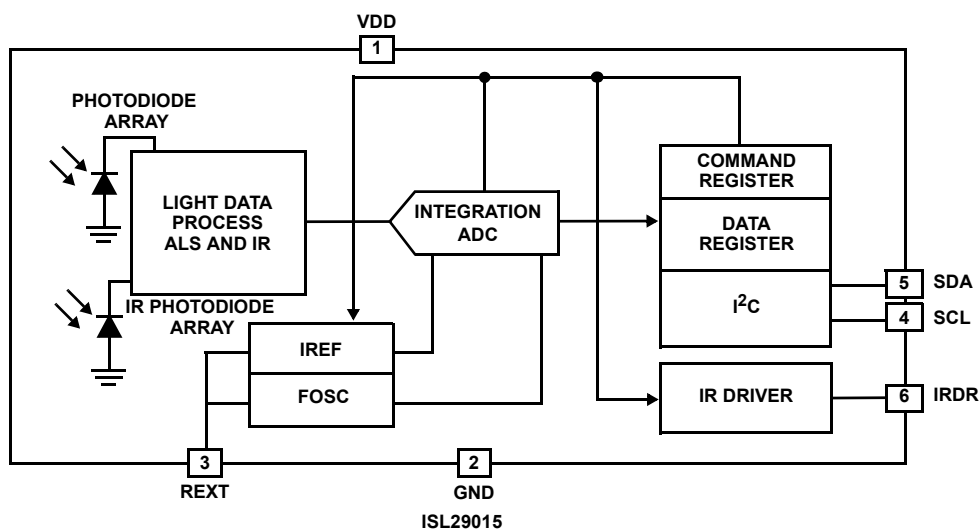 VDD
1
PHOTODIODE
ARRAY
LIGHT DATA
PROCESS
ALS AND IR
INTEGRATION
ADC
COMMAND
REGISTER
DATA
REGISTER
I²C
5 SDA
4 SCL
IR PHOTODIODE
ARRAY
IREF
FOSC
IR DRIVER
6 IRDR
3
REXT
2
GND
ISL29015